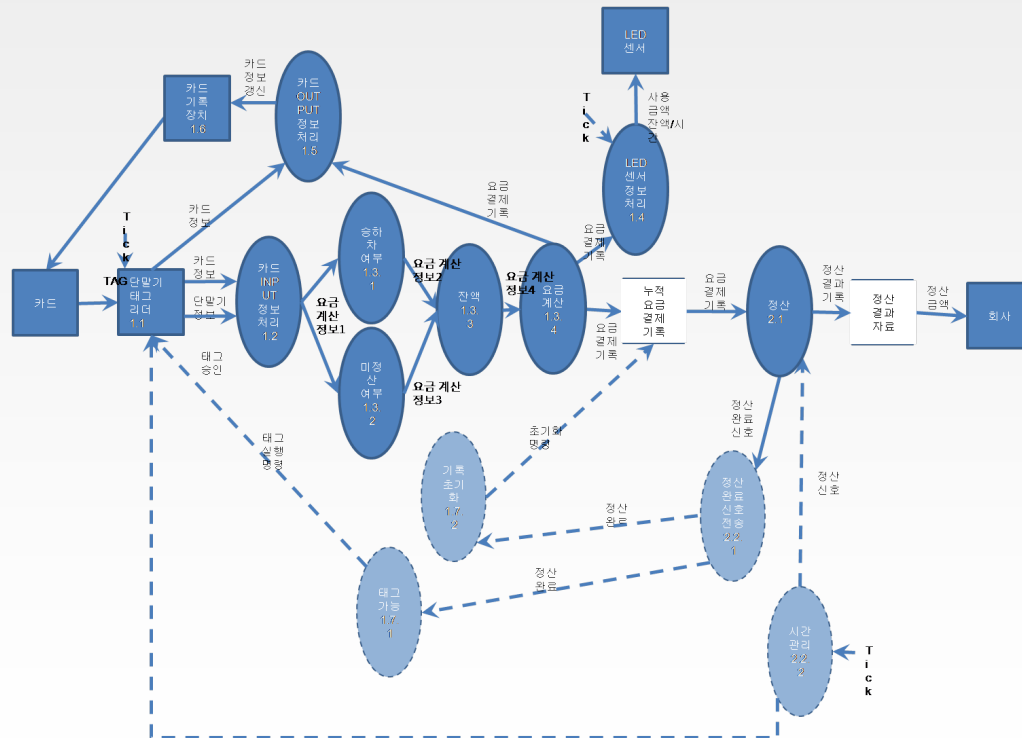 LED
센서
카드
정보
갱신
카드
기록
장치
1.6
카드
OUT
PUT
정보
처리
1.5
T
i
c
k
사용
금액
잔액/시
간
LED
센서
정보
처리
1.4
요금
결제
기록
카드
정보
T
i
c
k
승하
차
여부
1.3.
1
요금
결제
기록
카드
TAG
단말기
태그
리더
1.1
카드
정보
단말기
정보
카드
INP
UT
정보
처리
1.2
요금
계산
정보1
요금 계산
정보2
잔액
1.3.
3
요금 계산
정보4
요금
계산
1.3.
4
요금
결제
기록
누적
요금
결제
기록
요금
결제
기록
정산
2.1
정산
결과
기록
정산
결과
자료
정산
금액
회사
태그
승인
미정
산
여부
1.3.
2
요금 계산
정보3
태그
실행
명령
초기화
명령
정산
완료
신호
기록
초기
화
1.7.
2
정산
완료
정산
완료
신호
전송
2.2.
1
정산
신호
태그
가능
1.7.
1
정산
완료
시간
관리
2.2.
2
T
i
c
k